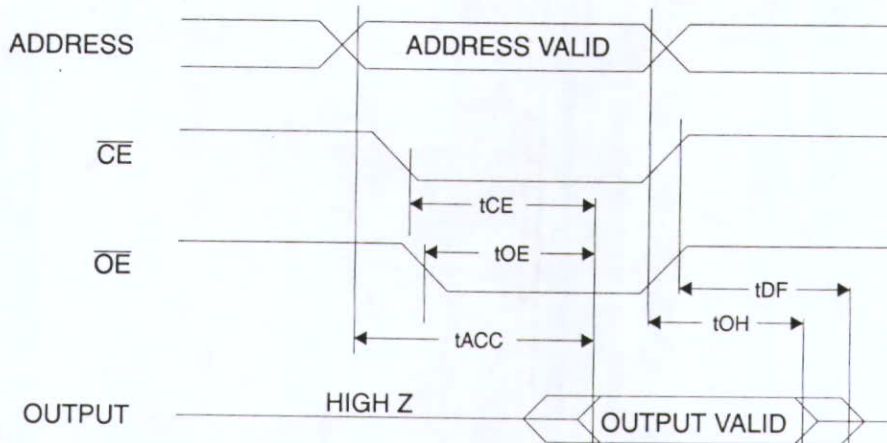 ADDRESS
ADDRESS VALID
CE
tCE
OE
tOE
tDF
tOH
tACC
HIGH Z
OUTPUT
OUTPUT VALID